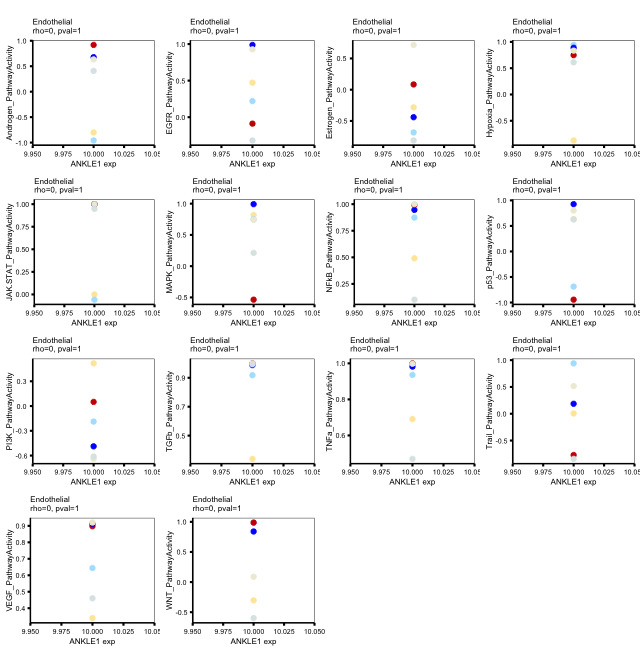 Endothelial
rho=0, pval=1
Androgen_PathwayActivity
1.0
0.5
0.0
-0.5
-1.0
9.950 9.975 10.000 10.025 10.05
ANKLE1 exp
Endothelial
rho=0, pval=1
EGFR_PathwayActivity
1.0
0.5
0.0
9.950 9.975 10.000 10.025 10.05
ANKLE1 exp
Endothelial
rho=0, pval=1
Estrogen_PathwayActivity
0.5
0.0
-0.5
9.950 9.975 10.000 10.025 10.05
ANKLE1 exp
Endothelial
rho=0, pval=1
Hypoxia_PathwayActivity
1.0
0.5
0.0
-0.5
9.950 9.975 10.000 10.025 10.050
ANKLE1 exp
Endothelial
rho=0, pval=1
JAK.STAT_PathwayActivity
1.00
0.75
0.50
0.25
0.00
9.950 9.975 10.000 10.025 10.05
ANKLE1 exp
Endothelial
rho=0, pval=1
MAPK_PathwayActivity
1.0
0.5
0.0
-0.5
9.950 9.975 10.000 10.025 10.05
ANKLE1 exp
Endothelial
rho=0, pval=1
NFkB_PathwayActivity
1.00
0.75
0.50
0.25
9.950 9.975 10.000 10.025 10.05
ANKLE1 exp
Endothelial
rho=0, pval=1
p53_PathwayActivity
1.0
0.5
0.0
-0.5
-1.0
9.950 9.975 10.000 10.025 10.050
ANKLE1 exp
Endothelial
rho=0, pval=1
PI3K_PathwayActivity
0.3
0.0
-0.3
-0.6
9.950 9.975 10.000 10.025 10.05
ANKLE1 exp
Endothelial
rho=0, pval=1
TGFb_PathwayActivity
0.9
0.7
0.5
9.950 9.975 10.000 10.025 10.05
ANKLE1 exp
Endothelial
rho=0, pval=1
TNFa_PathwayActivity
1.0
0.8
0.6
9.950 9.975 10.000 10.025 10.05
ANKLE1 exp
Endothelial
rho=0, pval=1
Trail_PathwayActivity
1.0
0.5
0.0
-0.5
9.950 9.975 10.000 10.025 10.050
ANKLE1 exp
Endothelial
rho=0, pval=1
VEGF_PathwayActivity
0.9
0.8
0.7
0.6
0.5
0.4
9.950 9.975 10.000 10.025 10.05
ANKLE1 exp
Endothelial
rho=0, pval=1
WNT_PathwayActivity
1.0
0.5
0.0
-0.5
9.950 9.975 10.000 10.025 10.050
ANKLE1 exp